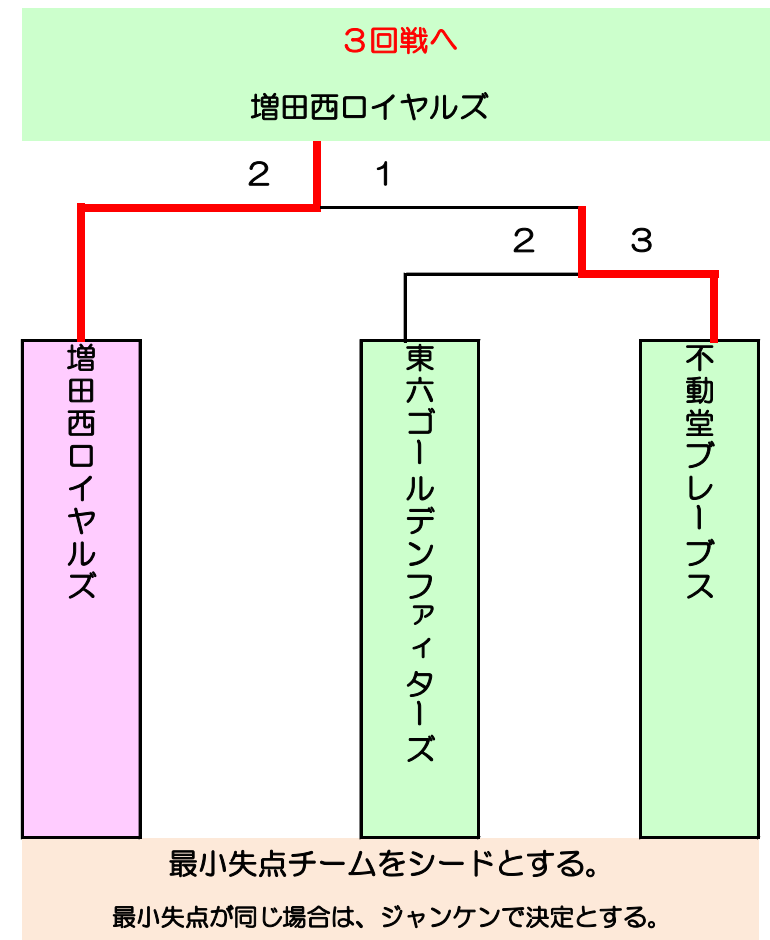 ３回戦へ
増田西ロイヤルズ
２ １
２ ３
増田西ロイヤルズ
東六ゴールデンファイターズ
不動堂ブレーブス
最小失点チームをシードとする。
最小失点が同じ場合は、ジャンケンで決定とする。